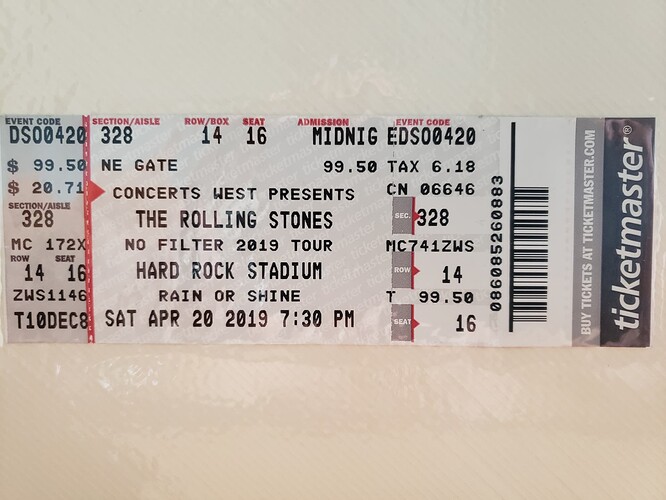 EVENT CODE
DSO0420
$ 99.50
$ 20.71
SECTION/AISLE
328
MC 172X
ROW SEAT
14 16
ZWS1146
T10DEC8
SECTION/AISLE ROW/BOX SEAT ADMISSION
328 14 16 MIDNIG
NE GATE 99.50
CONCERTS WEST PRESENTS
THE ROLLING STONES
NO FILTER 2019 TOUR
HARD ROCK STADIUM
RAIN OR SHINE
SAT APR 20 2019 7:30 PM
EVENT CODE
EDSO0420
TAX 6.18
CN 06646
SEC. 328
MC741ZWS
ROW 14
T 99.50
SEAT 16
086085260883
BUY TICKETS AT TICKETMASTER.COM
ticketmaster®